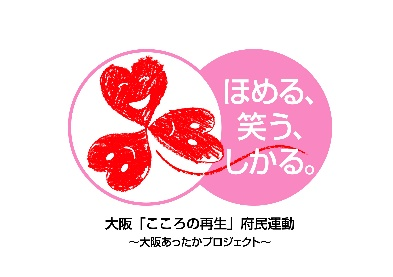 ほめる、
笑う、
しかる。
大阪「こころの再生」府民運動
～大阪あったかプロジェクト～